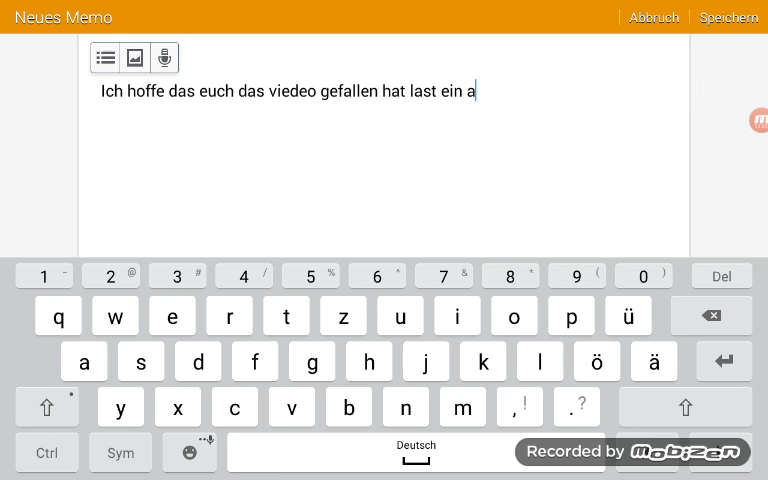 Neues Memo
Abbruch
Speichern
Ich hoffe das euch das viedeo gefallen hat last ein a
1 - 2 @ 3 # 4 / 5 % 6 ^ 7 & 8 * 9 ( 0 ) Del
q w e r t z u i o p ü
a s d f g h j k l ö ä
y x c v b n m , ! . ?
Ctrl Sym Deutsch
Recorded by mobizen